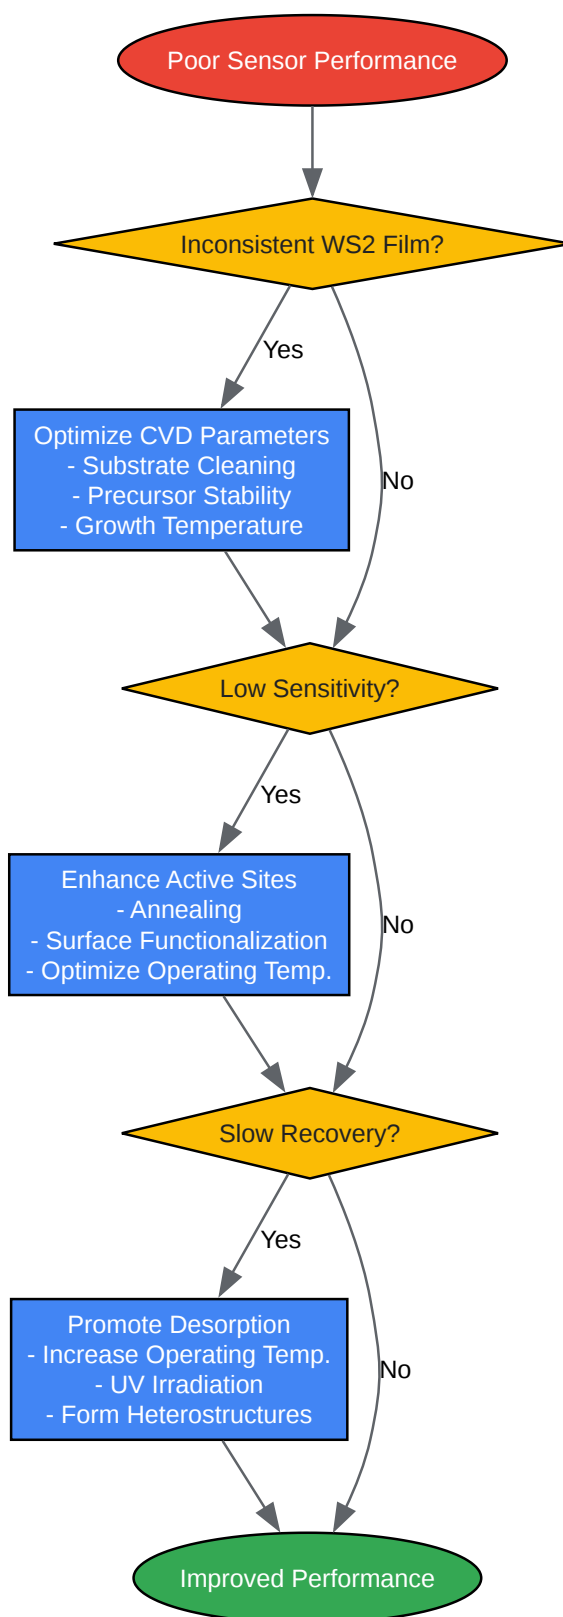 Poor Sensor Performance
Inconsistent WS2 Film?
Yes
Optimize CVD Parameters
- Substrate Cleaning
- Precursor Stability
- Growth Temperature
No
Low Sensitivity?
Yes
Enhance Active Sites
- Annealing
- Surface Functionalization
- Optimize Operating Temp.
No
Slow Recovery?
Yes
Promote Desorption
- Increase Operating Temp.
- UV Irradiation
- Form Heterostructures
No
Improved Performance